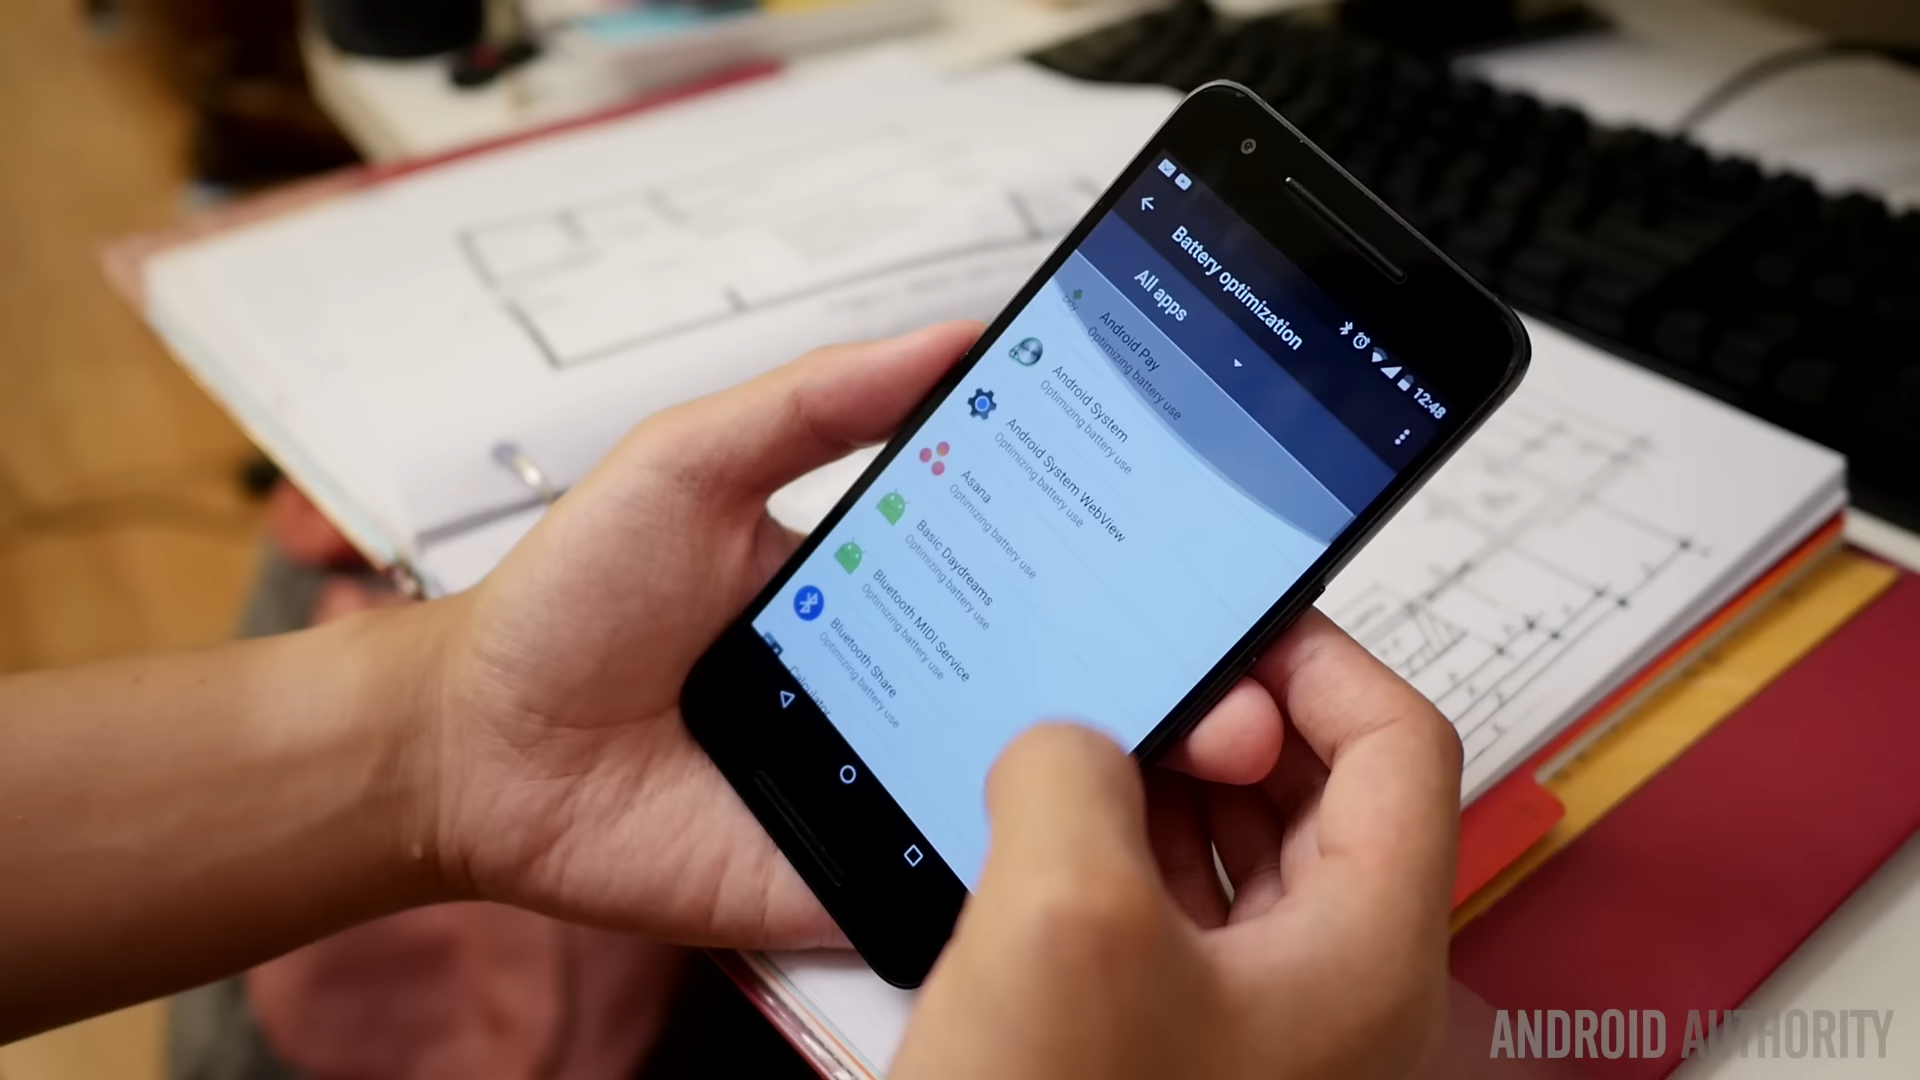 12:48
Battery optimization
All apps
Android Pay
Optimizing battery use
Android System
Optimizing battery use
Android System WebView
Optimizing battery use
Asana
Optimizing battery use
Basic Daydreams
Optimizing battery use
Bluetooth MIDI Service
Optimizing battery use
Bluetooth Share
Optimizing battery use
Calculator
ANDROID AUTHORITY